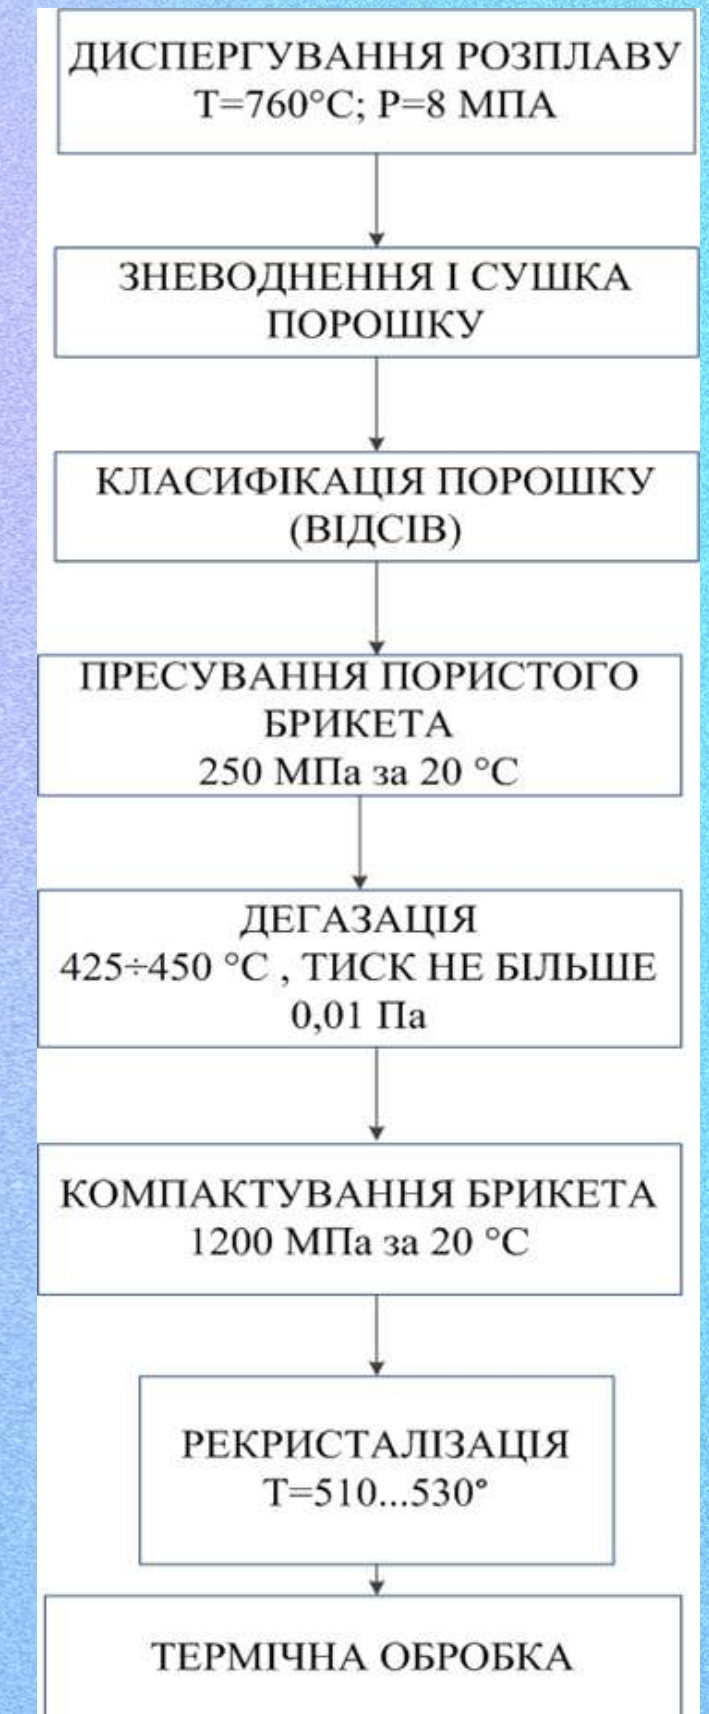 ДИСПЕРГУВАННЯ РОЗПЛАВУ
Т=760°С; Р=8 МПА
ЗНЕВОДНЕННЯ І СУШКА
ПОРОШКУ
КЛАСИФІКАЦІЯ ПОРОШКУ
(ВІДСІВ)
ПРЕСУВАННЯ ПОРИСТОГО
БРИКЕТА
250 МПа за 20 °С
ДЕГАЗАЦІЯ
425÷450 °С , ТИСК НЕ БІЛЬШЕ
0,01 Па
КОМПАКТУВАННЯ БРИКЕТА
1200 МПа за 20 °С
РЕКРИСТАЛІЗАЦІЯ
Т=510...530°
ТЕРМІЧНА ОБРОБКА